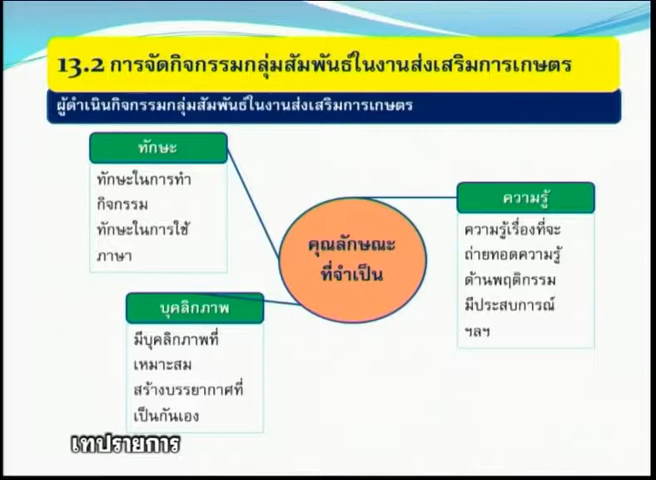 13.2 การจัดกิจกรรมกลุ่มสัมพันธ์ในงานส่งเสริมการเกษตร
ผู้ดำเนินกิจกรรมกลุ่มสัมพันธ์ในงานส่งเสริมการเกษตร
ทักษะ
ทักษะในการทำ
กิจกรรม
ทักษะในการใช้
ภาษา
คุณลักษณะ
ที่จำเป็น
ความรู้
ความรู้เรื่องที่จะ
ถ่ายทอดความรู้
ด้านพฤติกรรม
มีประสบการณ์
ฯลฯ
บุคลิกภาพ
มีบุคลิกภาพที่
เหมาะสม
สร้างบรรยากาศที่
เป็นกันเอง
เทปรายการ